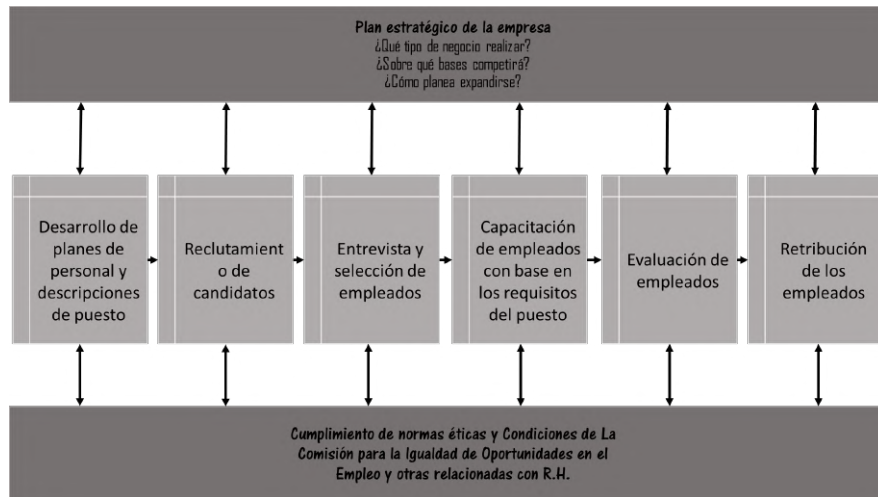 Plan estratégico de la empresa
¿Qué tipo de negocio realizar?
¿Sobre qué bases competirá?
¿Cómo planea expandirse?
Desarrollo de
planes de
personal y
descripciones
de puesto
Reclutamient
o de
candidatos
Entrevista y
selección de
empleados
Capacitación
de empleados
con base en
los requisitos
del puesto
Evaluación de
empleados
Retribución
de los
empleados
Cumplimiento de normas éticas y Condiciones de La
Comisión para la Igualdad de Oportunidades en el
Empleo y otras relacionadas con R.H.